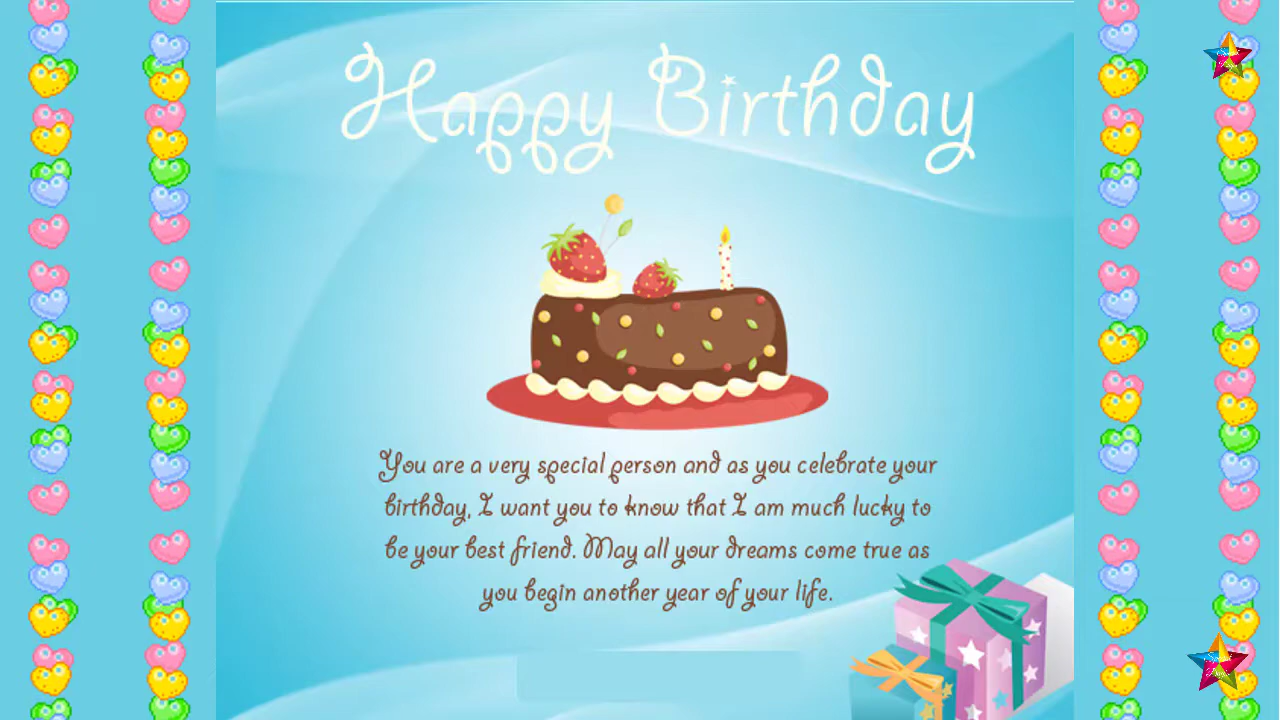 Happy Birthday
You are a very special person and as you celebrate your
birthday, I want you to know that I am much lucky to
be your best friend. May all your dreams come true as
you begin another year of your life.